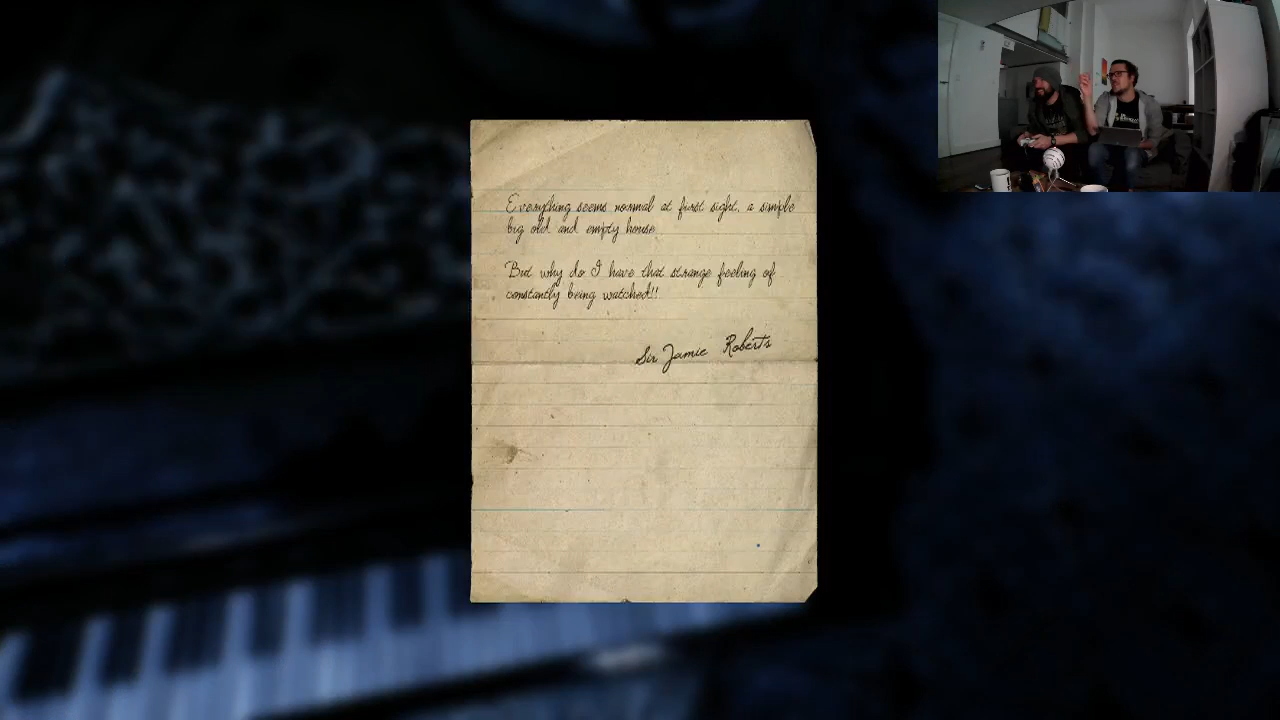 Everything seems normal at first sight, a simple
big old and empty house.
But why do I have that strange feeling of
constantly being watched!!
Sir Jamie Roberts